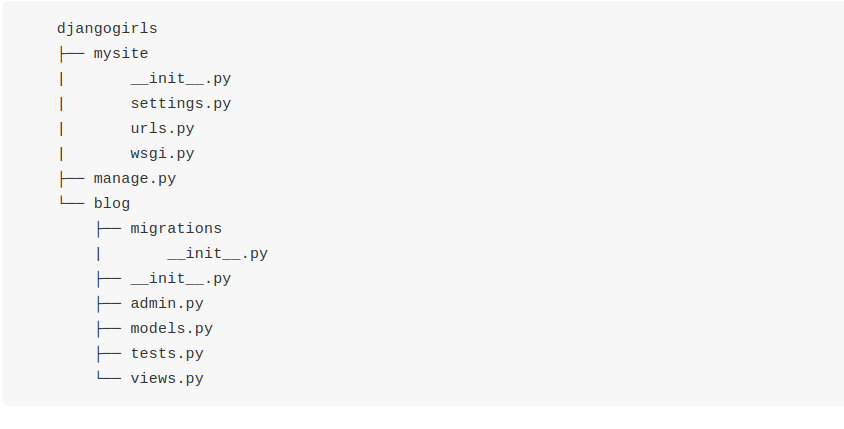 djangogirls
├── mysite
|       __init__.py
|       settings.py
|       urls.py
|       wsgi.py
├── manage.py
└── blog
    ├── migrations
    |       __init__.py
    ├── __init__.py
    ├── admin.py
    ├── models.py
    ├── tests.py
    └── views.py